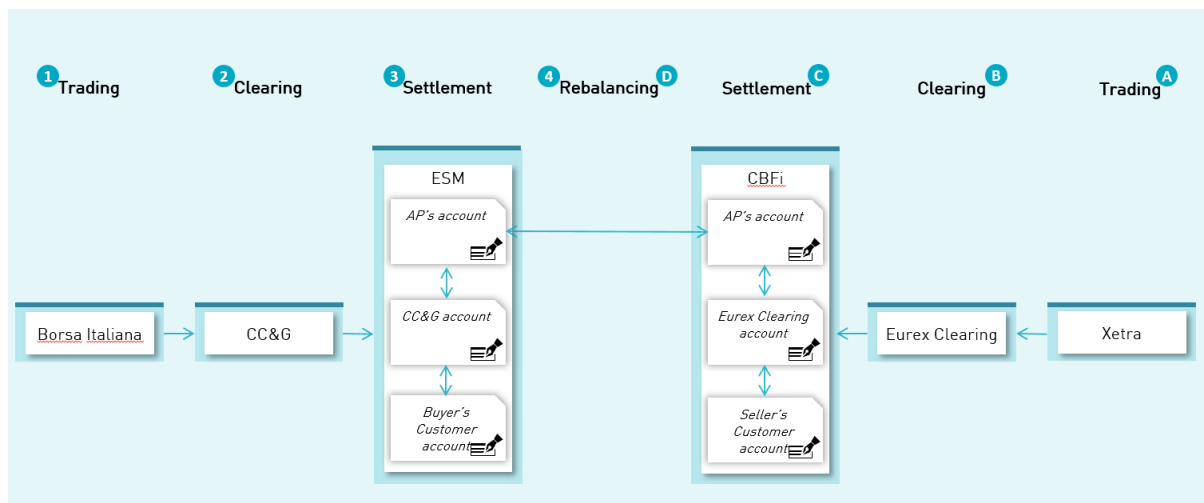 1 Trading
2 Clearing
3 Settlement
4 Rebalancing D
Settlement C
Clearing B
Trading A
ESM
AP's account
CC&G account
Buyer's
Customer
account
CBFi
AP's account
Eurex Clearing
account
Seller's
Customer
account
Borsa Italiana
CC&G
Eurex Clearing
Xetra